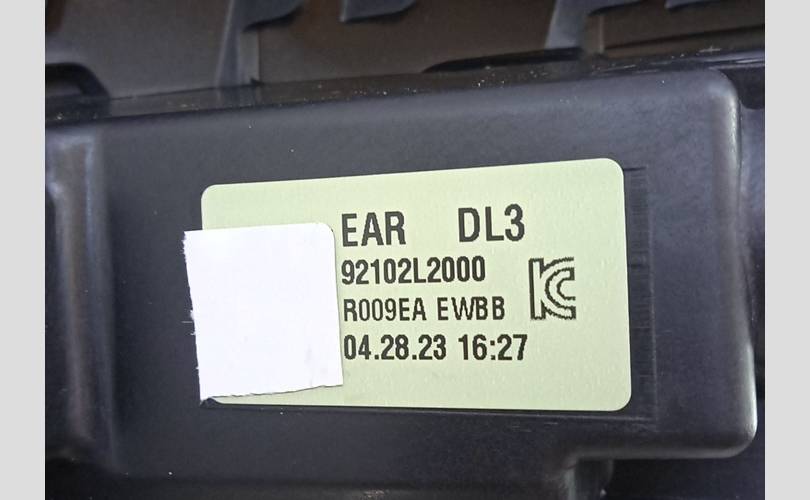 EAR DL3
92102L2000
R009EA EWBB
04.28.23 16:27